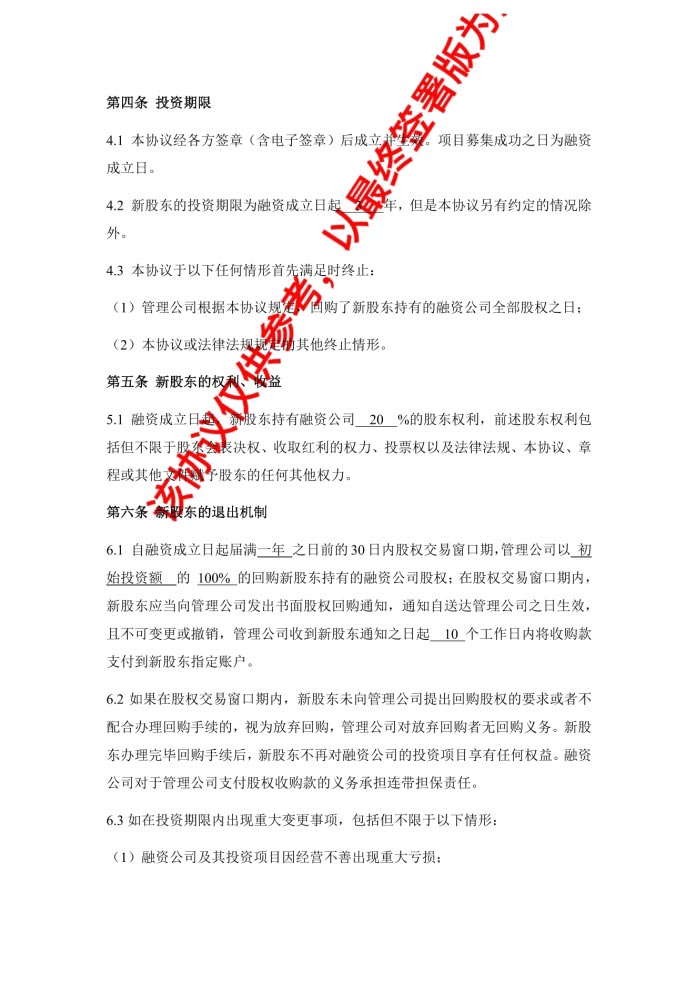 第四条 投资期限
4.1 本协议经各方签章（含电子签章）后成立并生效。项目募集成功之日为融资
成立日。
4.2 新股东的投资期限为融资成立日起 年，但是本协议另有约定的情况除
外。
4.3 本协议于以下任何情形首先满足时终止：
（1）管理公司根据本协议规定，回购了新股东持有的融资公司全部股权之日；
（2）本协议或法律法规规定的其他终止情形。
第五条 新股东的权利、收益
5.1 融资成立日起，新股东持有融资公司 20 %的股东权利，前述股东权利包
括但不限于股东会表决权、收取红利的权力、投票权以及法律法规、本协议、章
程或其他文件赋予股东的任何其他权力。
第六条 新股东的退出机制
6.1 自融资成立日起届满一年 之日前的 30 日内股权交易窗口期，管理公司以 初
始投资额 的 100% 的回购新股东持有的融资公司股权；在股权交易窗口期内，
新股东应当向管理公司发出书面股权回购通知，通知自送达管理公司之日生效，
且不可变更或撤销，管理公司收到新股东通知之日起 10 个工作日内将收购款
支付到新股东指定账户。
6.2 如果在股权交易窗口期内，新股东未向管理公司提出回购股权的要求或者不
配合办理回购手续的，视为放弃回购，管理公司对放弃回购者无回购义务。新股
东办理完毕回购手续后，新股东不再对融资公司的投资项目享有任何权益。融资
公司对于管理公司支付股权收购款的义务承担连带担保责任。
6.3 如在投资期限内出现重大变更事项，包括但不限于以下情形：
（1）融资公司及其投资项目因经营不善出现重大亏损；
该协议仅供参考，以最终签署版为